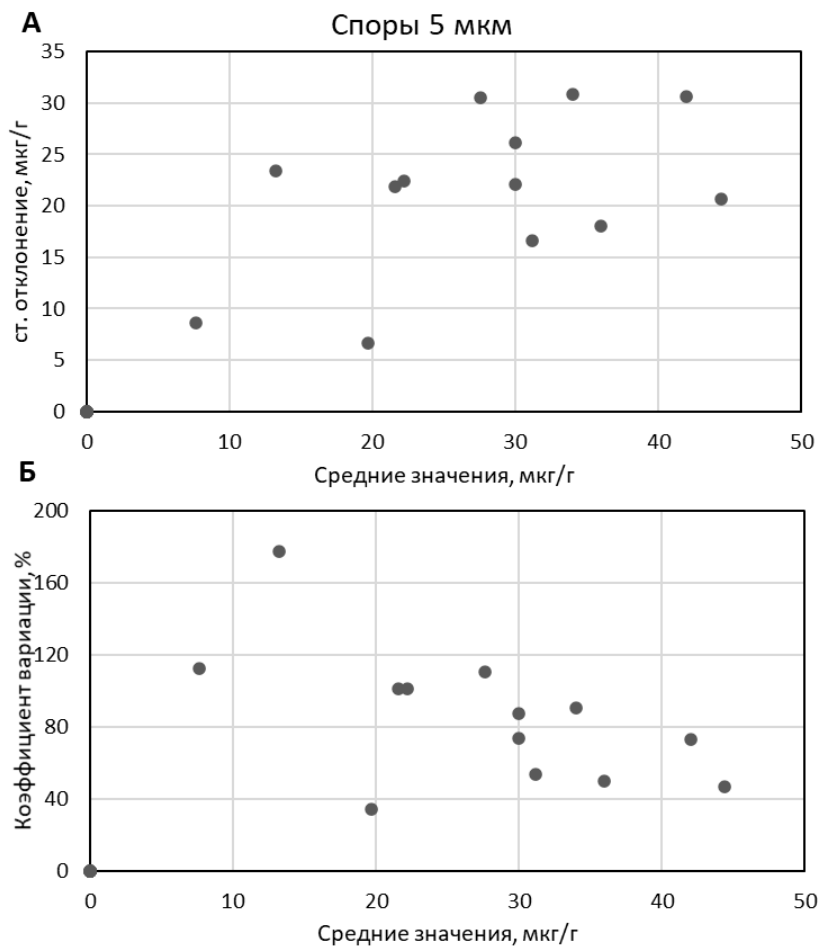 А
Споры 5 мкм
35
30
25
20
15
10
5
0
ст. отклонение, мкг/г
0 10 20 30 40 50
Средние значения, мкг/г
Б
200
160
120
80
40
0
Коэффициент вариации, %
0 10 20 30 40 50
Средние значения, мкг/г